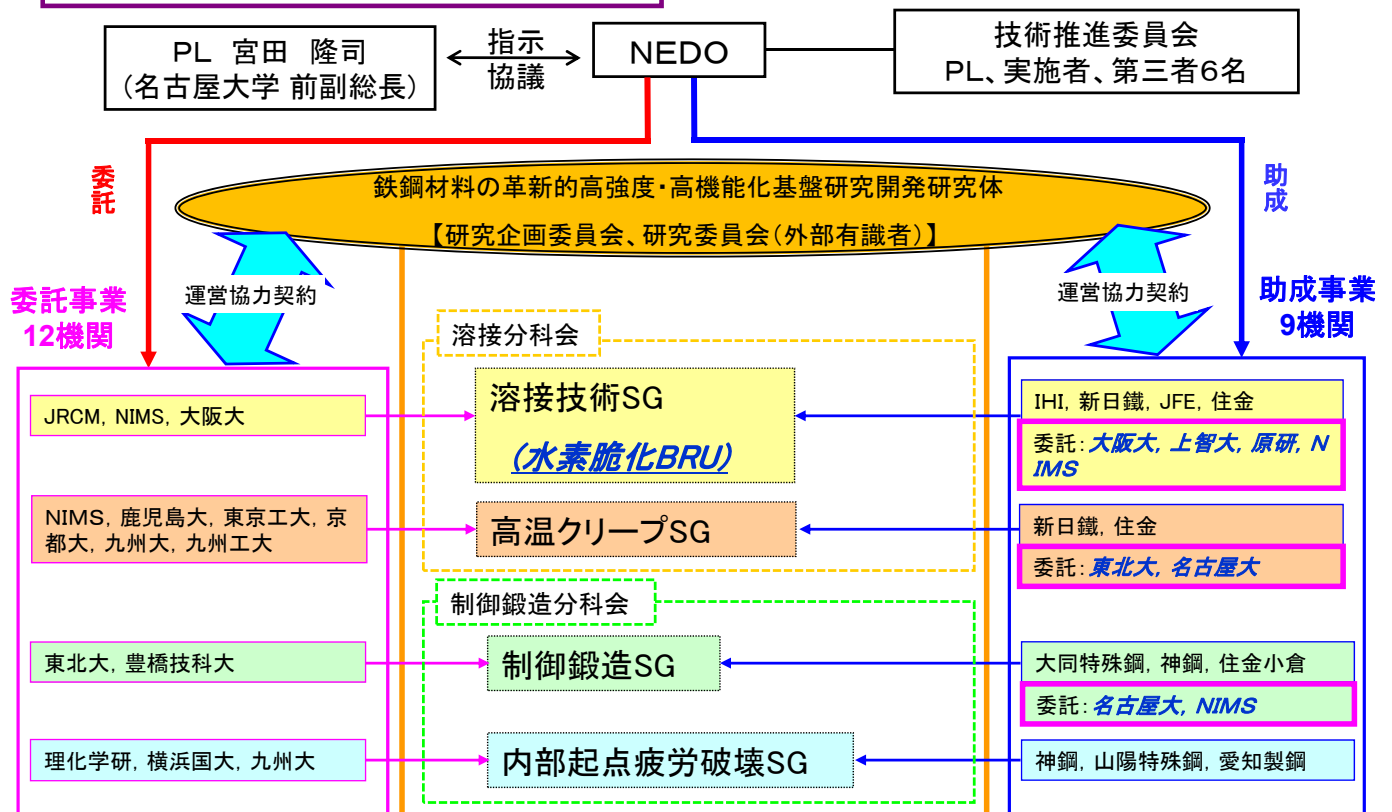 PL 宮田 隆司
(名古屋大学 前副総長)
指示
協議
NEDO
技術推進委員会
PL、実施者、第三者6名
委託
助成
鉄鋼材料の革新的高強度・高機能化基盤研究開発研究体
【研究企画委員会、研究委員会(外部有識者)】
運営協力契約
運営協力契約
委託事業
12機関
助成事業
9機関
溶接分科会
JRCM, NIMS, 大阪大
溶接技術SG
(水素脆化BRU)
IHI, 新日鐵, JFE, 住金
委託:大阪大, 上智大, 原研, N
IMS
NIMS, 鹿児島大, 東京工大, 京
都大, 九州大, 九州工大
高温クリープSG
新日鐵, 住金
委託:東北大, 名古屋大
制御鍛造分科会
東北大, 豊橋技科大
制御鍛造SG
大同特殊鋼, 神鋼, 住金小倉
委託:名古屋大, NIMS
理化学研, 横浜国大, 九州大
内部起点疲労破壊SG
神鋼, 山陽特殊鋼, 愛知製鋼